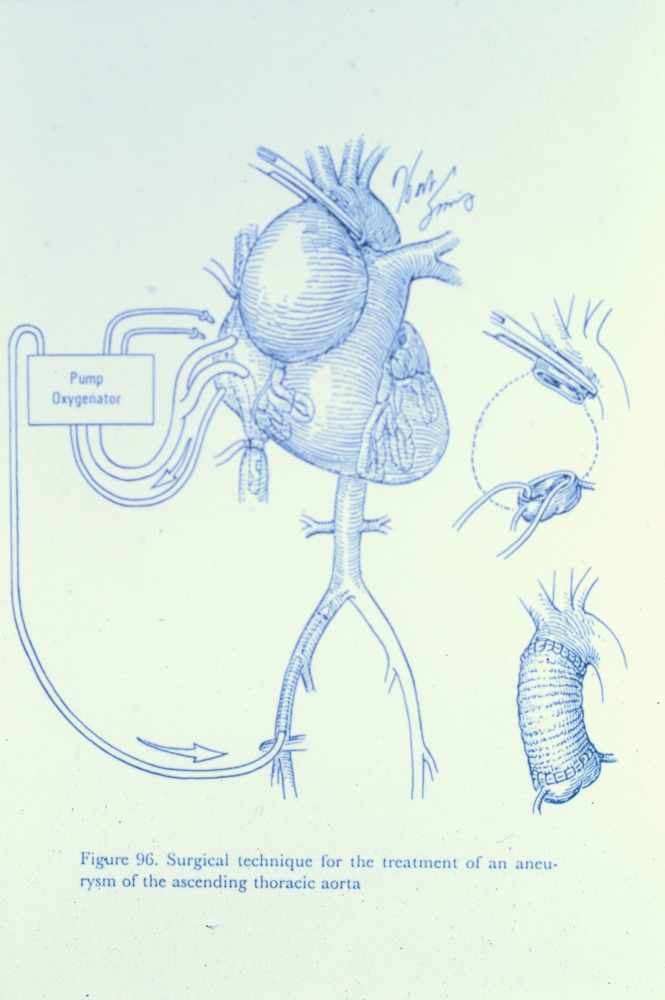 Pump
Oxygenator
Figure 96. Surgical technique for the treatment of an aneu-
rysm of the ascending thoracic aorta